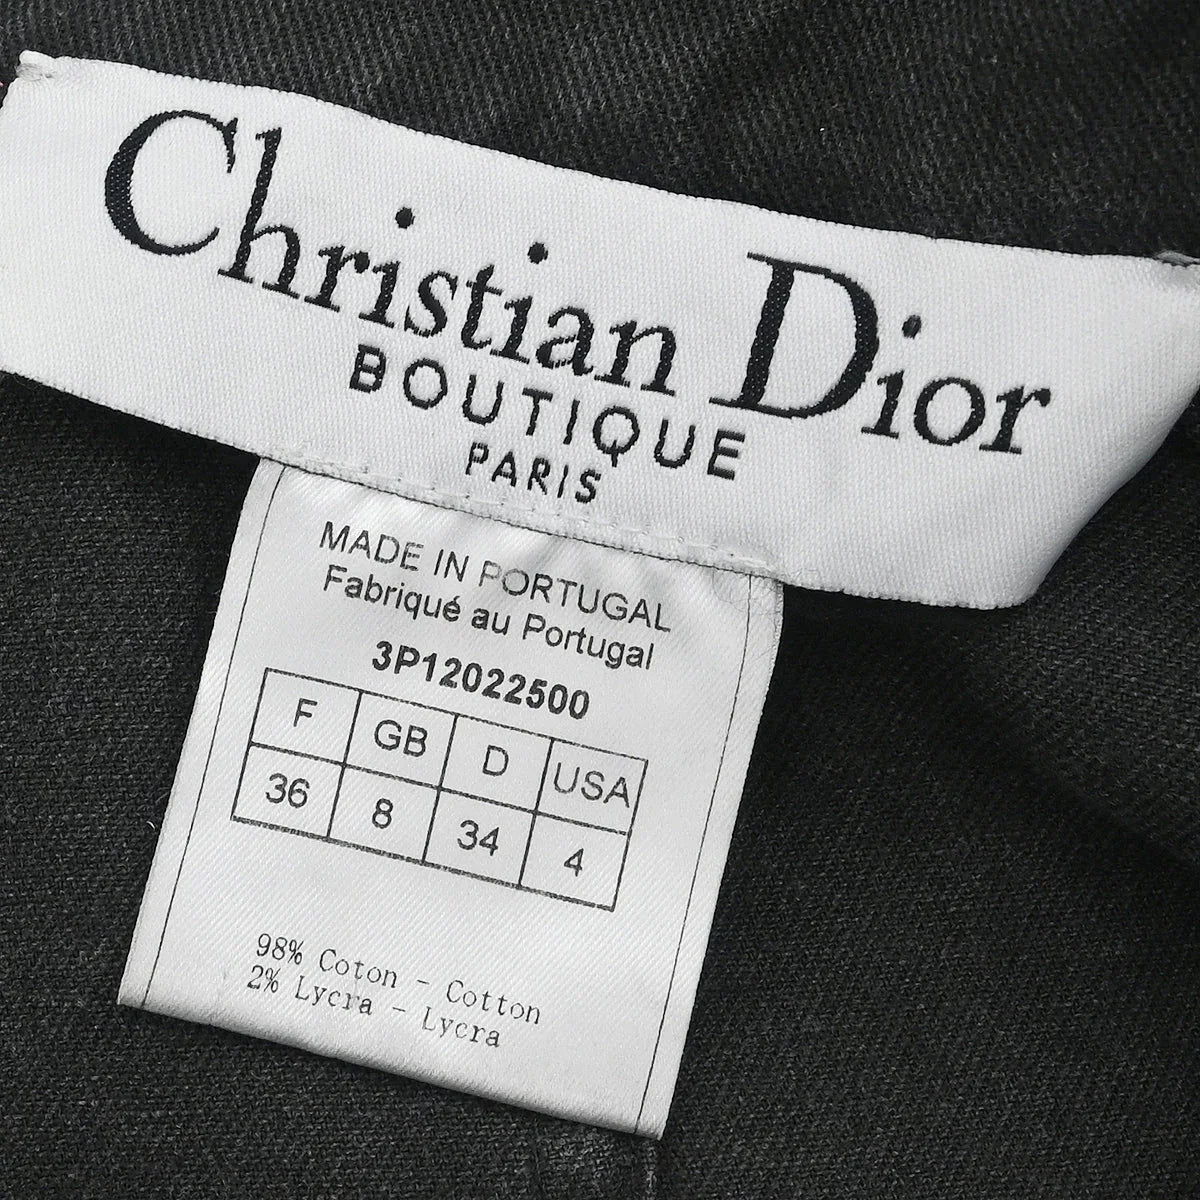 Christian Dior
BOUTIQUE
PARIS
MADE IN PORTUGAL
Fabriqué au Portugal
3P12022500
F GB D USA
36 8 34 4
98% Coton - Cotton
2% Lycra - Lycra